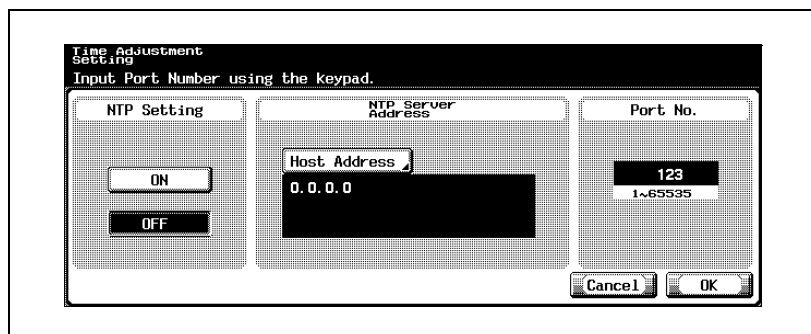 Time Adjustment
Setting
Input Port Number using the keypad.
NTP Setting
ON
OFF
NTP Server
Address
Host Address
0.0.0.0
Port No.
123
1~65535
Cancel
OK